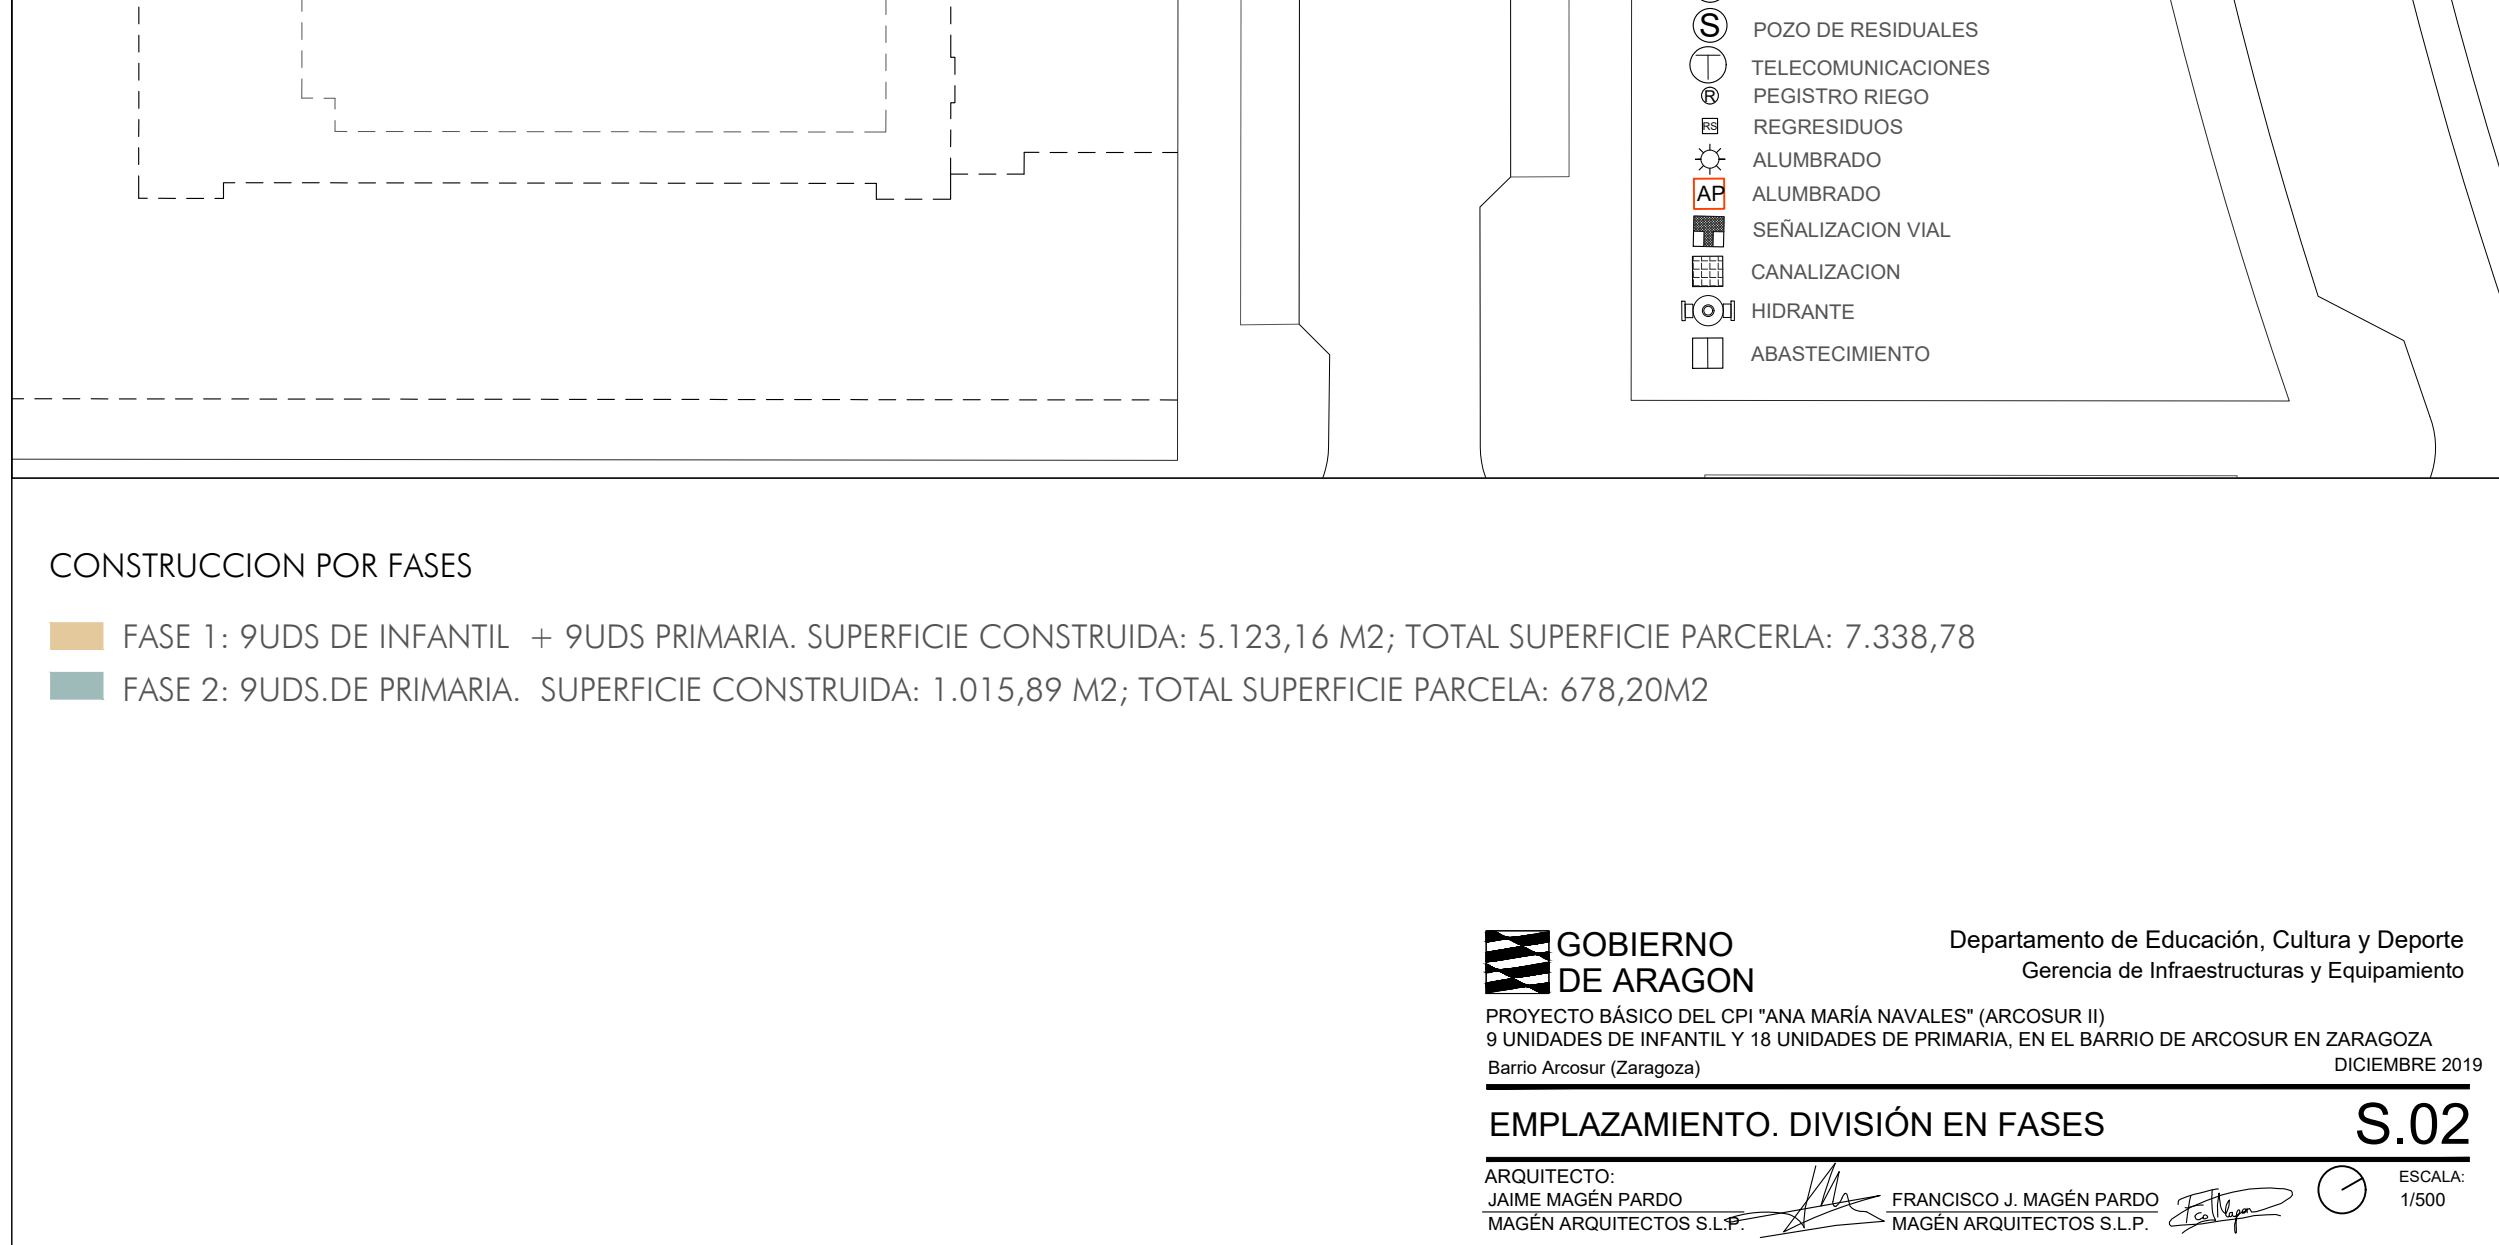 S POZO DE RESIDUALES
T TELECOMUNICACIONES
R PEGISTRO RIEGO
RS REGRESIDUOS
ALUMBRADO
AP ALUMBRADO
SEÑALIZACION VIAL
CANALIZACION
HIDRANTE
ABASTECIMIENTO
CONSTRUCCION POR FASES
FASE 1: 9UDS DE INFANTIL + 9UDS PRIMARIA. SUPERFICIE CONSTRUIDA: 5.123,16 M2; TOTAL SUPERFICIE PARCERLA: 7.338,78
FASE 2: 9UDS.DE PRIMARIA. SUPERFICIE CONSTRUIDA: 1.015,89 M2; TOTAL SUPERFICIE PARCELA: 678,20M2
GOBIERNO
DE ARAGON
Departamento de Educación, Cultura y Deporte
Gerencia de Infraestructuras y Equipamiento
PROYECTO BÁSICO DEL CPI "ANA MARÍA NAVALES" (ARCOSUR II)
9 UNIDADES DE INFANTIL Y 18 UNIDADES DE PRIMARIA, EN EL BARRIO DE ARCOSUR EN ZARAGOZA
Barrio Arcosur (Zaragoza)
DICIEMBRE 2019
EMPLAZAMIENTO. DIVISIÓN EN FASES
S.02
ARQUITECTO:
JAIME MAGÉN PARDO
MAGÉN ARQUITECTOS S.L.P.
FRANCISCO J. MAGÉN PARDO
MAGÉN ARQUITECTOS S.L.P.
ESCALA:
1/500